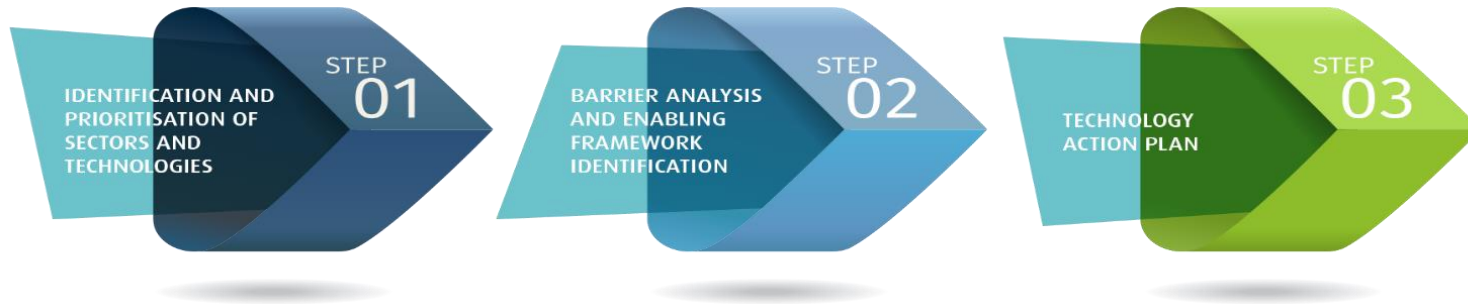 STEP
01
IDENTIFICATION AND
PRIORITISATION OF
SECTORS AND
TECHNOLOGIES
STEP
02
BARRIER ANALYSIS
AND ENABLING
FRAMEWORK
IDENTIFICATION
STEP
03
TECHNOLOGY
ACTION PLAN